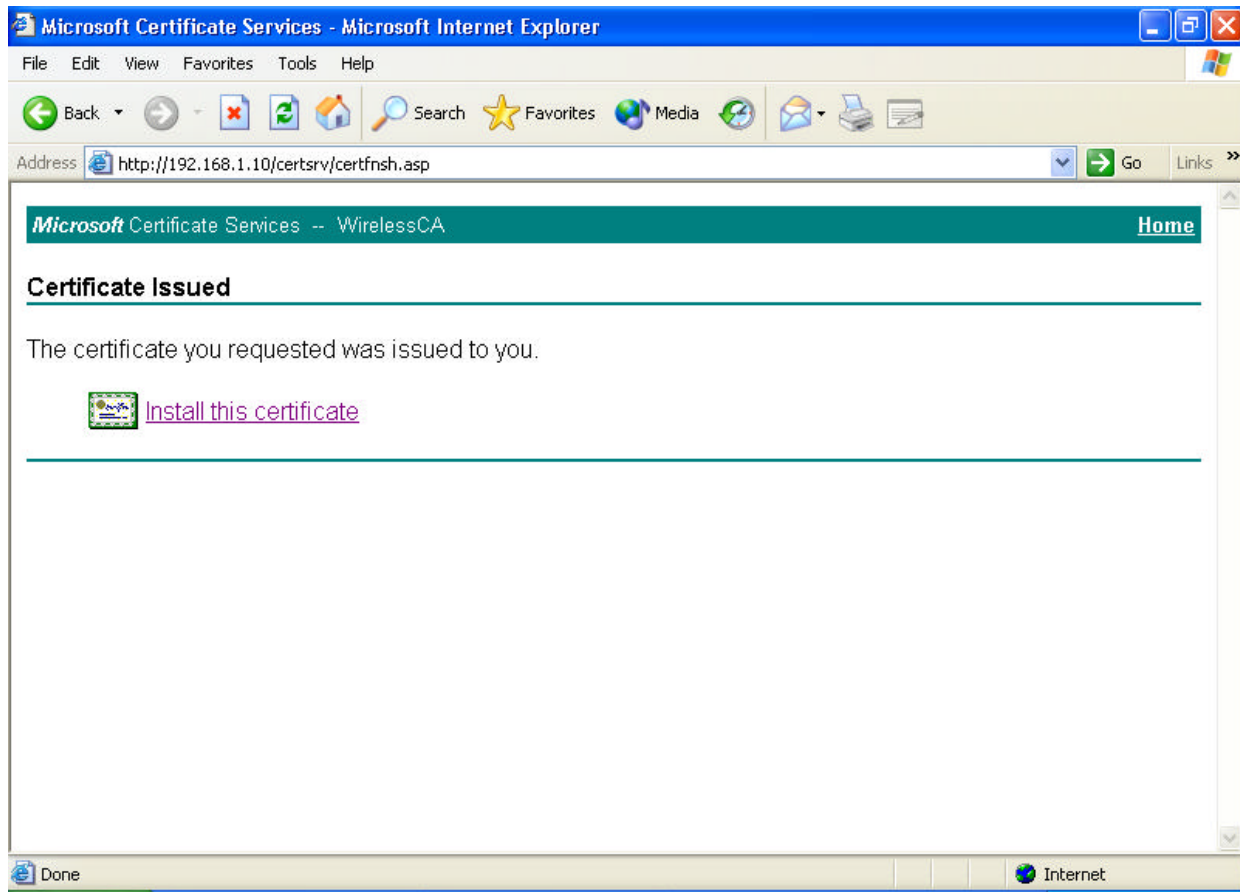 Microsoft Certificate Services - Microsoft Internet Explorer
File Edit View Favorites Tools Help
Back Search Favorites Media
Address http://192.168.1.10/certsrv/certfnsh.asp Go Links »
Microsoft Certificate Services -- WirelessCA Home
Certificate Issued
The certificate you requested was issued to you.
Install this certificate
Done Internet